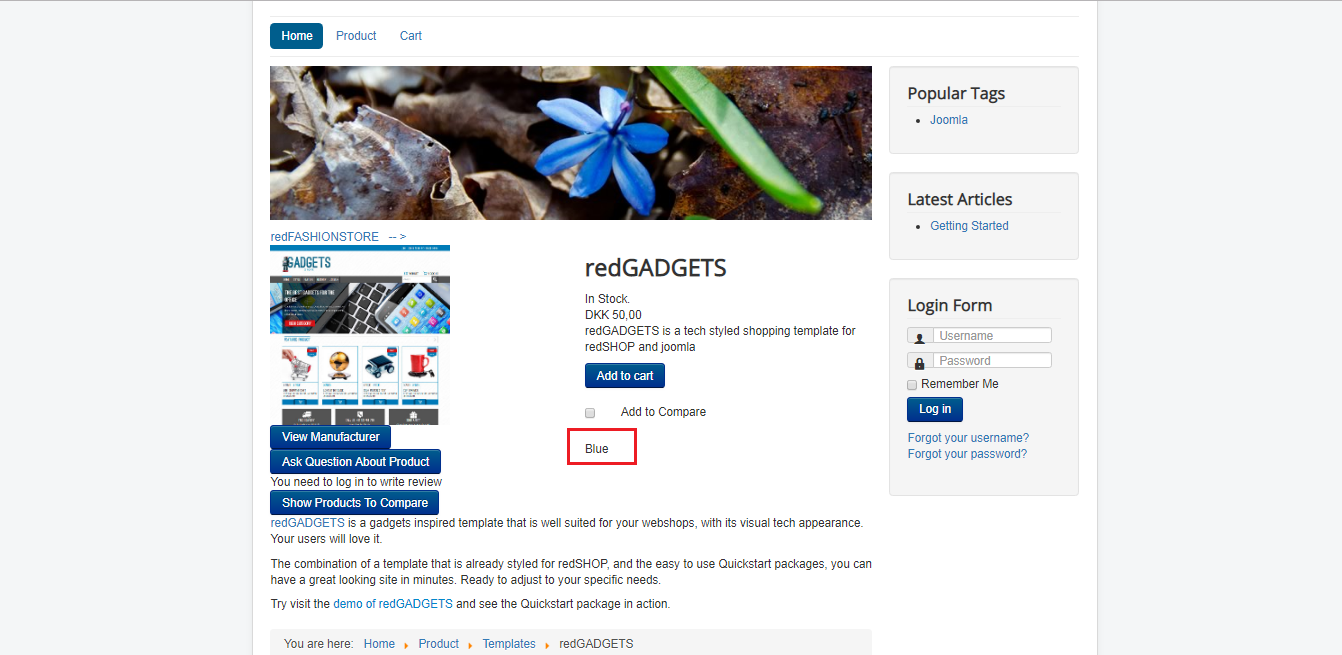 Home Product Cart
redFASHIONSTORE -- >
GADGETS
THE BEST GADGETS FOR THE
OFFICE
View Manufacturer
Ask Question About Product
You need to log in to write review
Show Products To Compare
redGADGETS
In Stock.
DKK 50,00
redGADGETS is a tech styled shopping template for
redSHOP and joomla
Add to cart
Add to Compare
Blue
redGADGETS is a gadgets inspired template that is well suited for your webshops, with its visual tech appearance.
Your users will love it.
The combination of a template that is already styled for redSHOP, and the easy to use Quickstart packages, you can
have a great looking site in minutes. Ready to adjust to your specific needs.
Try visit the demo of redGADGETS and see the Quickstart package in action.
You are here: Home Product Templates redGADGETS
Popular Tags
Joomla
Latest Articles
Getting Started
Login Form
Username
Password
Remember Me
Log in
Forgot your username?
Forgot your password?